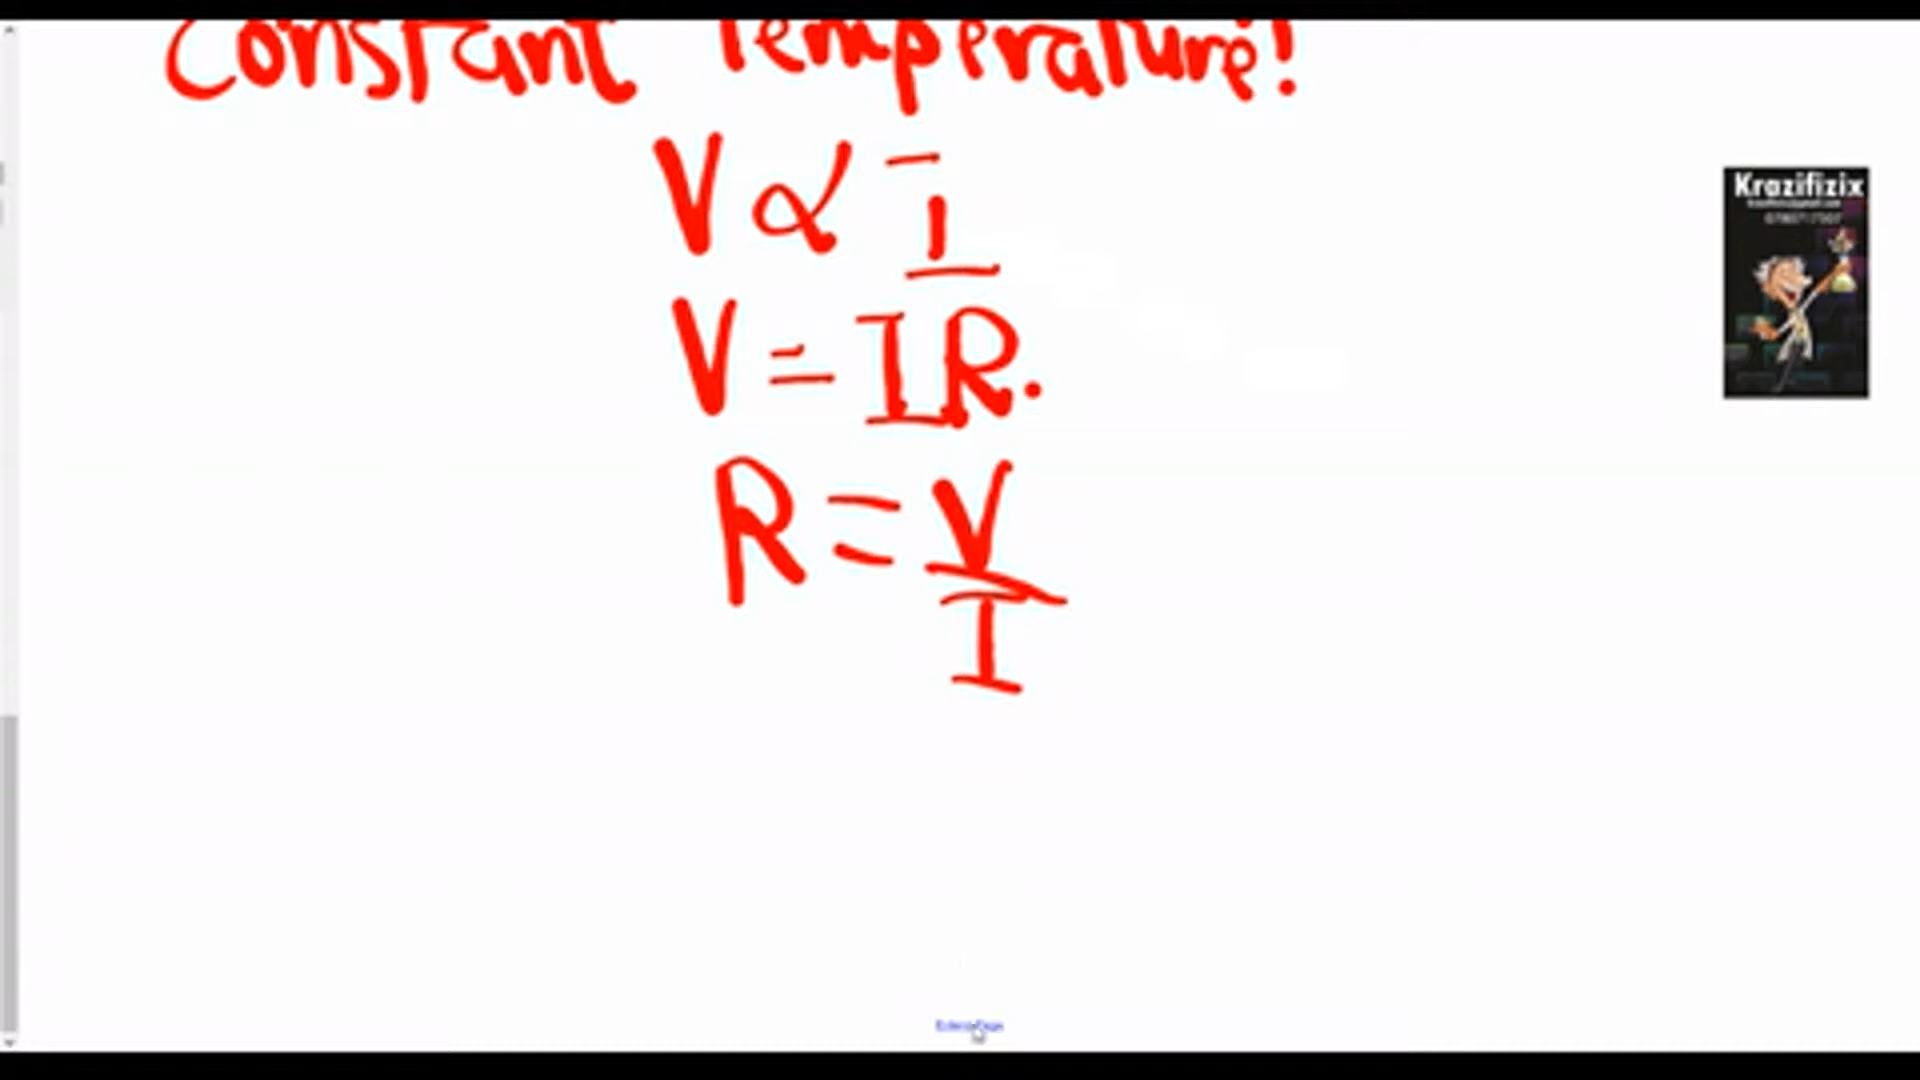 Constant Temperature!
V ∝ I
V = IR.
R = V
I
Krazifizix